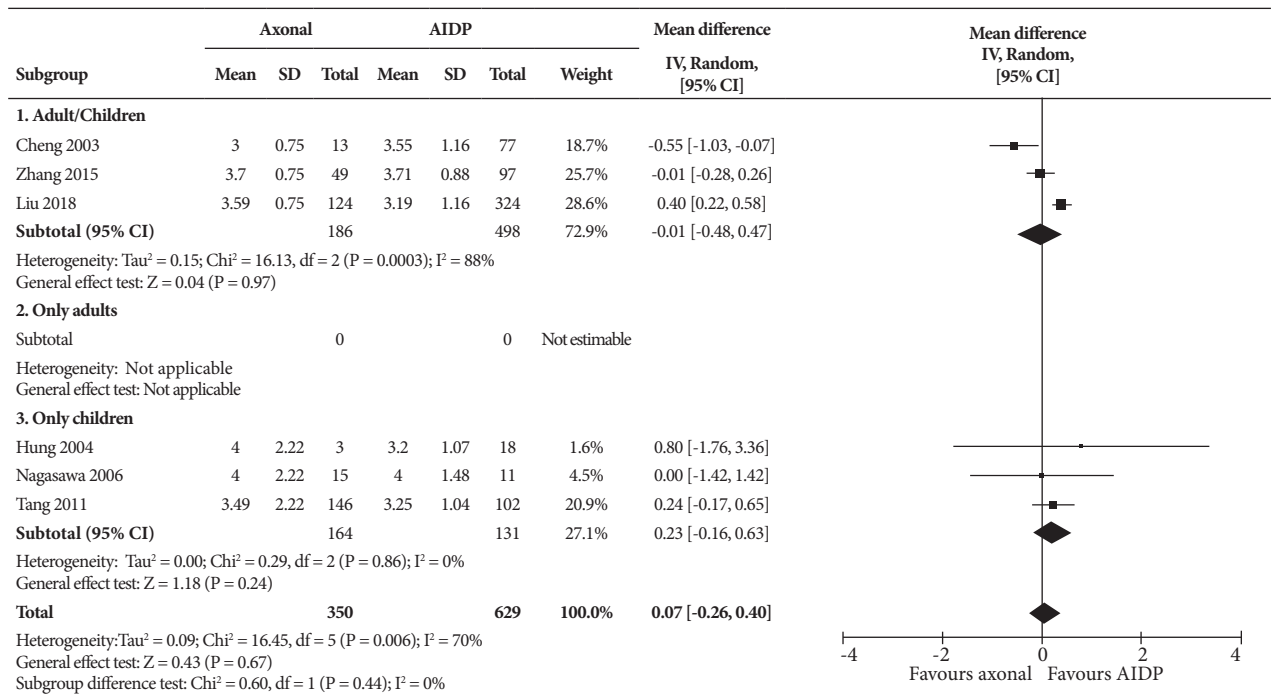 Axonal AIDP Mean difference Mean difference
Subgroup Mean SD Total Mean SD Total Weight IV, Random, [95% CI] IV, Random, [95% CI]
1. Adult/Children
Cheng 2003 3 0.75 13 3.55 1.16 77 18.7% -0.55 [-1.03, -0.07]
Zhang 2015 3.7 0.75 49 3.71 0.88 97 25.7% -0.01 [-0.28, 0.26]
Liu 2018 3.59 0.75 124 3.19 1.16 324 28.6% 0.40 [0.22, 0.58]
Subtotal (95% CI) 186 498 72.9% -0.01 [-0.48, 0.47]
Heterogeneity: Tau² = 0.15; Chi² = 16.13, df = 2 (P = 0.0003); I² = 88%
General effect test: Z = 0.04 (P = 0.97)
2. Only adults
Subtotal 0 0 Not estimable
Heterogeneity: Not applicable
General effect test: Not applicable
3. Only children
Hung 2004 4 2.22 3 3.2 1.07 18 1.6% 0.80 [-1.76, 3.36]
Nagasawa 2006 4 2.22 15 4 1.48 11 4.5% 0.00 [-1.42, 1.42]
Tang 2011 3.49 2.22 146 3.25 1.04 102 20.9% 0.24 [-0.17, 0.65]
Subtotal (95% CI) 164 131 27.1% 0.23 [-0.16, 0.63]
Heterogeneity: Tau² = 0.00; Chi² = 0.29, df = 2 (P = 0.86); I² = 0%
General effect test: Z = 1.18 (P = 0.24)
Total 350 629 100.0% 0.07 [-0.26, 0.40]
Heterogeneity:Tau² = 0.09; Chi² = 16.45, df = 5 (P = 0.006); I² = 70%
General effect test: Z = 0.43 (P = 0.67)
Subgroup difference test: Chi² = 0.60, df = 1 (P = 0.44); I² = 0%
-4 -2 0 2 4
Favours axonal Favours AIDP